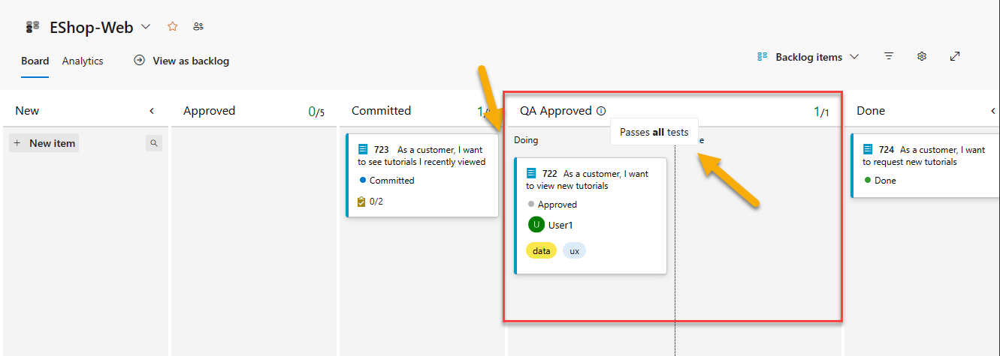 EShop-Web
Board Analytics View as backlog
Backlog items
New
Approved 0/5
Committed
QA Approved 1/1
Done
+ New item
723 As a customer, I want
to see tutorials I recently viewed
Committed
0/2
Doing
Passes all tests
722 As a customer, I want
to view new tutorials
Approved
U User1
data ux
724 As a customer, I want
to request new tutorials
Done